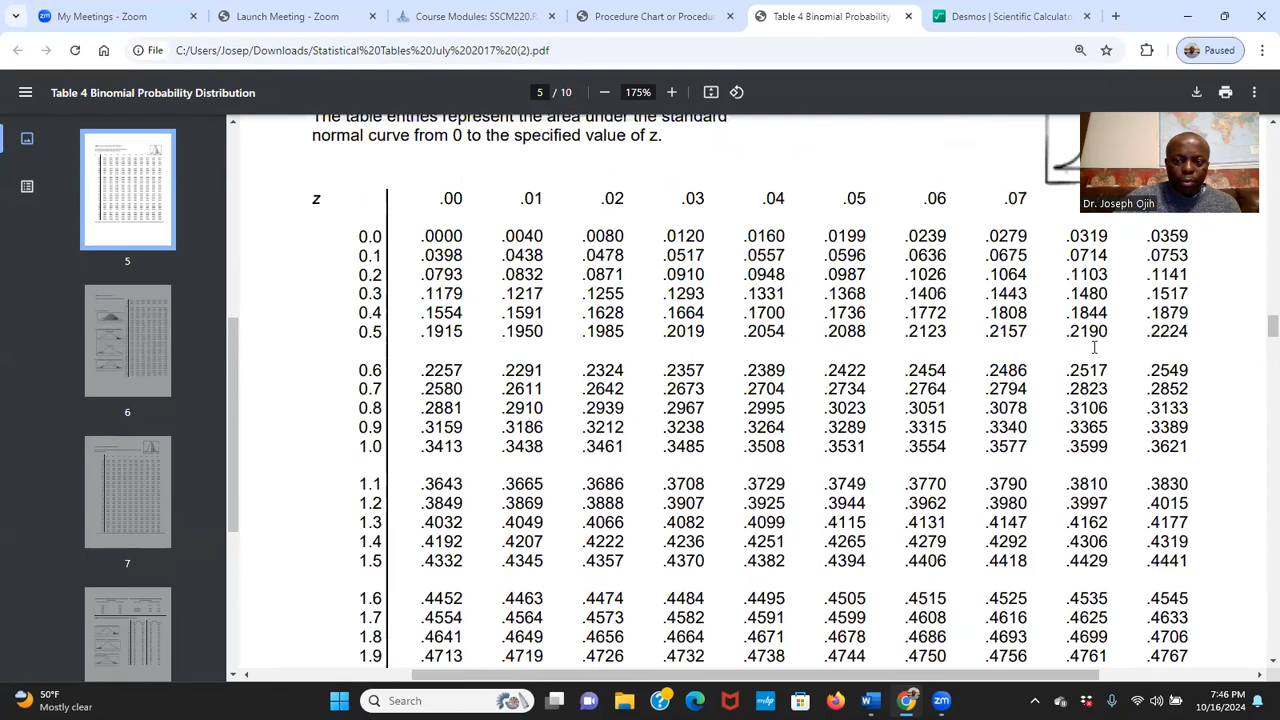 My Meetings - Zoom
Launch Meeting - Zoom
Course Modules: SSCM220.R
Procedure Chart or Procedu
Table 4 Binomial Probability
Desmos | Scientific Calculato
File
C:/Users/Josep/Downloads/Statistical%20Tables%20July%202017%20(2).pdf
Paused
Table 4 Binomial Probability Distribution
5 / 10
175%
The table entries represent the area under the standard
normal curve from 0 to the specified value of z.
Dr. Joseph Ojih
z .00 .01 .02 .03 .04 .05 .06 .07
0.0 .0000 .0040 .0080 .0120 .0160 .0199 .0239 .0279 .0319 .0359
0.1 .0398 .0438 .0478 .0517 .0557 .0596 .0636 .0675 .0714 .0753
0.2 .0793 .0832 .0871 .0910 .0948 .0987 .1026 .1064 .1103 .1141
0.3 .1179 .1217 .1255 .1293 .1331 .1368 .1406 .1443 .1480 .1517
0.4 .1554 .1591 .1628 .1664 .1700 .1736 .1772 .1808 .1844 .1879
0.5 .1915 .1950 .1985 .2019 .2054 .2088 .2123 .2157 .2190 .2224
0.6 .2257 .2291 .2324 .2357 .2389 .2422 .2454 .2486 .2517 .2549
0.7 .2580 .2611 .2642 .2673 .2704 .2734 .2764 .2794 .2823 .2852
0.8 .2881 .2910 .2939 .2967 .2995 .3023 .3051 .3078 .3106 .3133
0.9 .3159 .3186 .3212 .3238 .3264 .3289 .3315 .3340 .3365 .3389
1.0 .3413 .3438 .3461 .3485 .3508 .3531 .3554 .3577 .3599 .3621
1.1 .3643 .3665 .3686 .3708 .3729 .3749 .3770 .3790 .3810 .3830
1.2 .3849 .3869 .3888 .3907 .3925 .3944 .3962 .3980 .3997 .4015
1.3 .4032 .4049 .4066 .4082 .4099 .4115 .4131 .4147 .4162 .4177
1.4 .4192 .4207 .4222 .4236 .4251 .4265 .4279 .4292 .4306 .4319
1.5 .4332 .4345 .4357 .4370 .4382 .4394 .4406 .4418 .4429 .4441
1.6 .4452 .4463 .4474 .4484 .4495 .4505 .4515 .4525 .4535 .4545
1.7 .4554 .4564 .4573 .4582 .4591 .4599 .4608 .4616 .4625 .4633
1.8 .4641 .4649 .4656 .4664 .4671 .4678 .4686 .4693 .4699 .4706
1.9 .4713 .4719 .4726 .4732 .4738 .4744 .4750 .4756 .4761 .4767
5
6
7
50°F
Mostly clear
Search
7:46 PM
10/16/2024